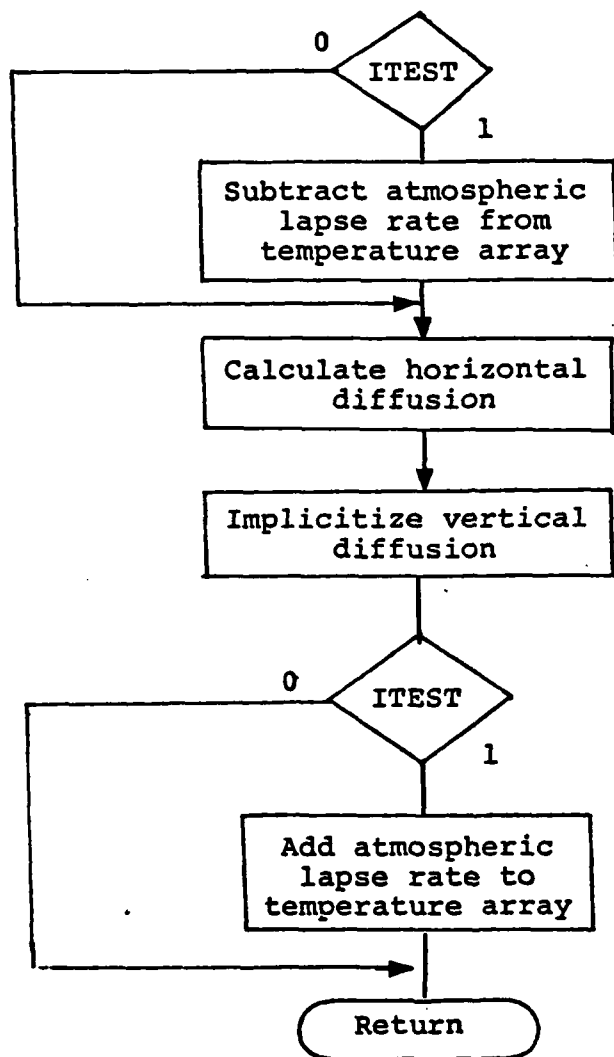 0
ITEST
1
Subtract atmospheric
lapse rate from
temperature array
Calculate horizontal
diffusion
Implicitize vertical
diffusion
0
ITEST
1
Add atmospheric
lapse rate to
temperature array
Return